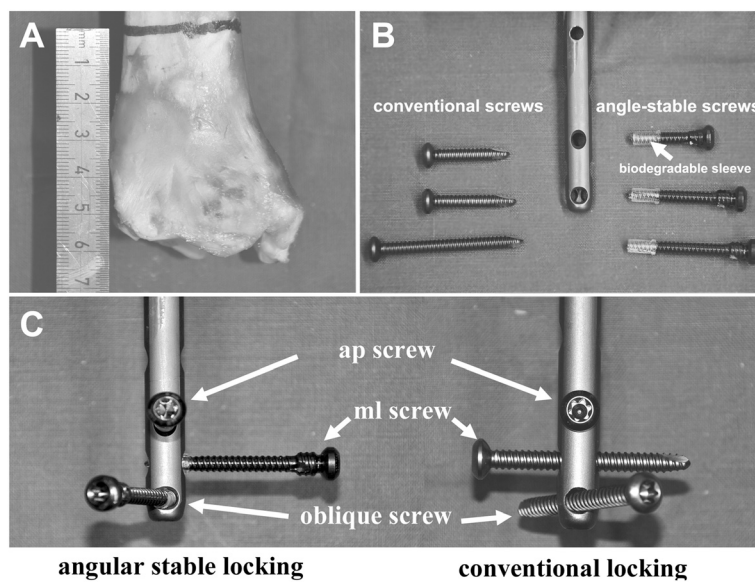 A
mm
1
2
3
4
5
6
7
B
conventional screws
angle-stable screws
biodegradable sleeve
C
ap screw
ml screw
oblique screw
angular stable locking
conventional locking